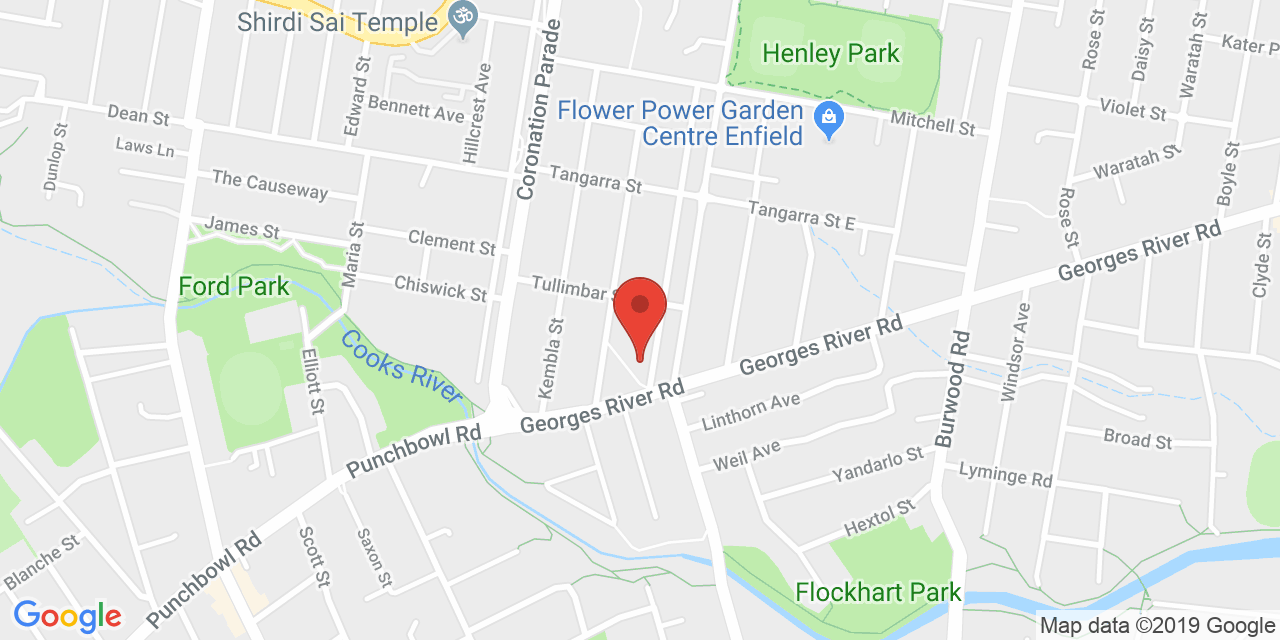 Shirdi Sai Temple
Coronation Parade
Henley Park
Rose St
Daisy St
Waratah St
Kater P
Edward St
Bennett Ave
Hillcrest Ave
Flower Power Garden
Centre Enfield
Mitchell St
Violet St
Dean St
Laws Ln
Dunlop St
The Causeway
Tangarra St
Tangarra St E
Waratah St
Boyle St
Rose St
James St
Maria St
Clement St
Georges River Rd
Clyde St
Ford Park
Chiswick St
Tullimbar S
Kembla St
Cooks River
Elliott St
Georges River Rd
Burwood Rd
Windsor Ave
Georges River Rd
Punchbowl Rd
Linthorn Ave
Weil Ave
Yandarlo St
Broad St
Lyminge Rd
Hextol St
Scott St
Saxon St
Blanche St
Punchbowl Rd
Flockhart Park
Google
Map data ©2019 Google